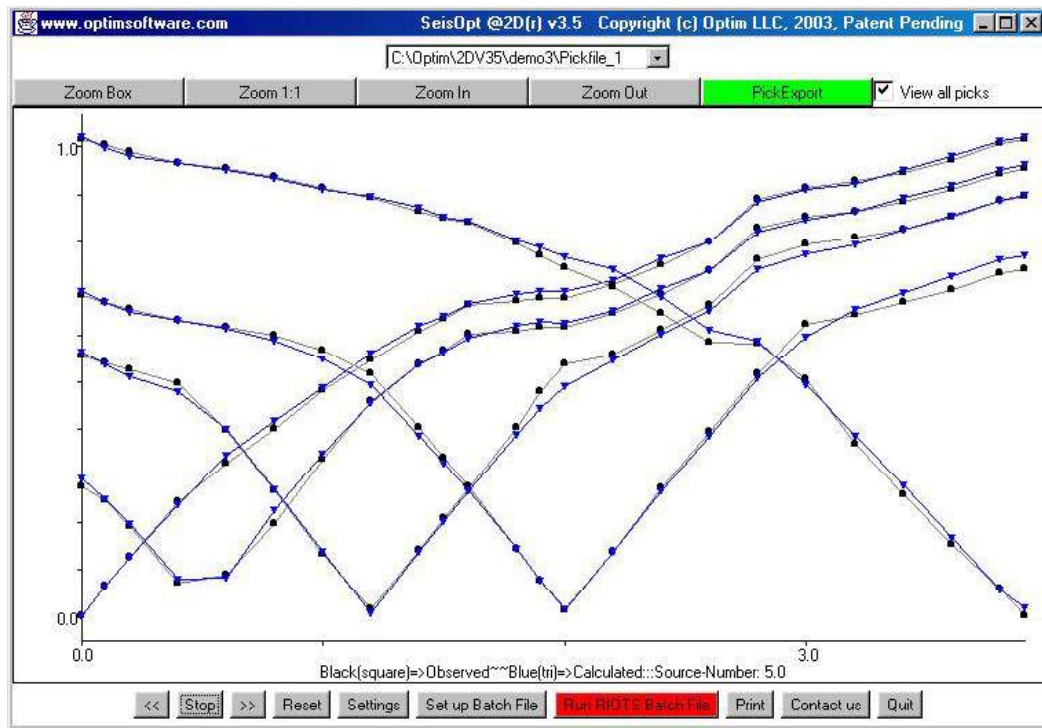 www.optimsoftware.com SeisOpt @2D(r) v3.5 Copyright (c) Optim LLC, 2003, Patent Pending
C:\Optim\2DV35\demo3\Pickfile_1
Zoom Box Zoom 1:1 Zoom In Zoom Out PickExport View all picks
1.0
0.0
0.0 3.0
Black(square)=>Observed~~Blue(tri)=>Calculated:::Source-Number: 5.0
<< Stop >> Reset Settings Set up Batch File Run RIOTS Batch File Print Contact us Quit